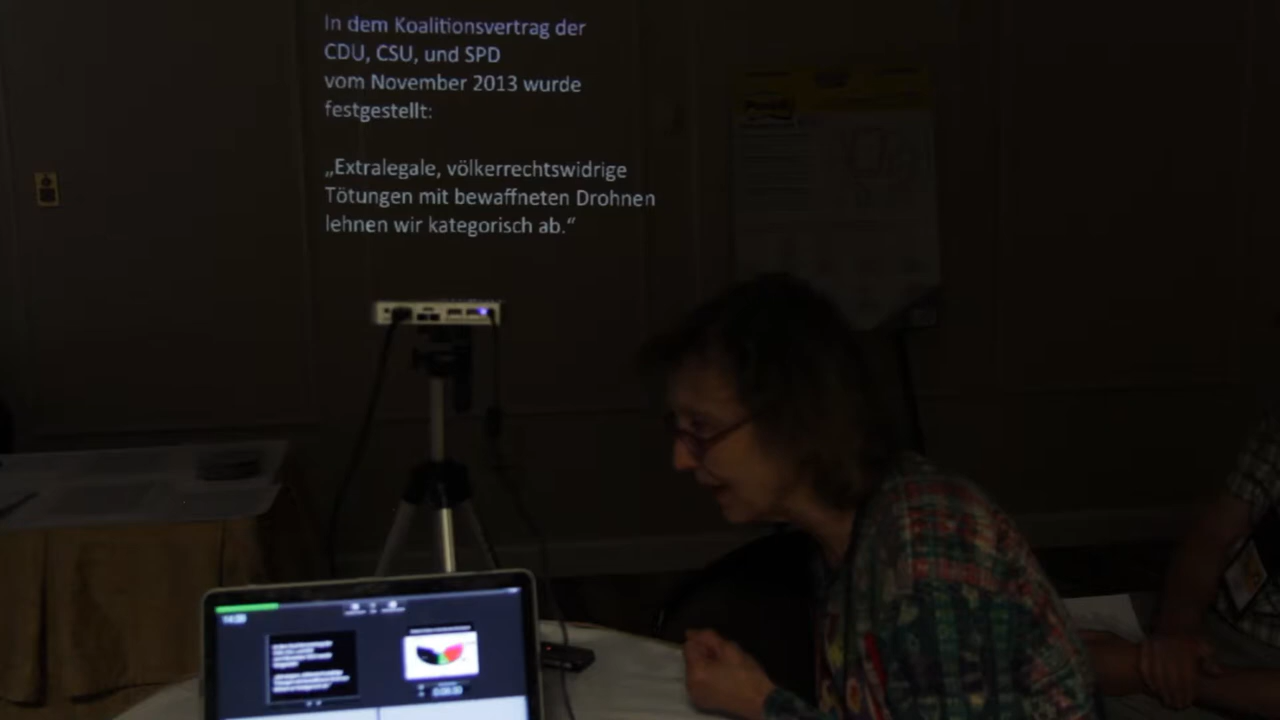 In dem Koalitionsvertrag der
CDU, CSU, und SPD
vom November 2013 wurde
festgestellt:
„Extralegale, völkerrechtswidrige
Tötungen mit bewaffneten Drohnen
lehnen wir kategorisch ab.“